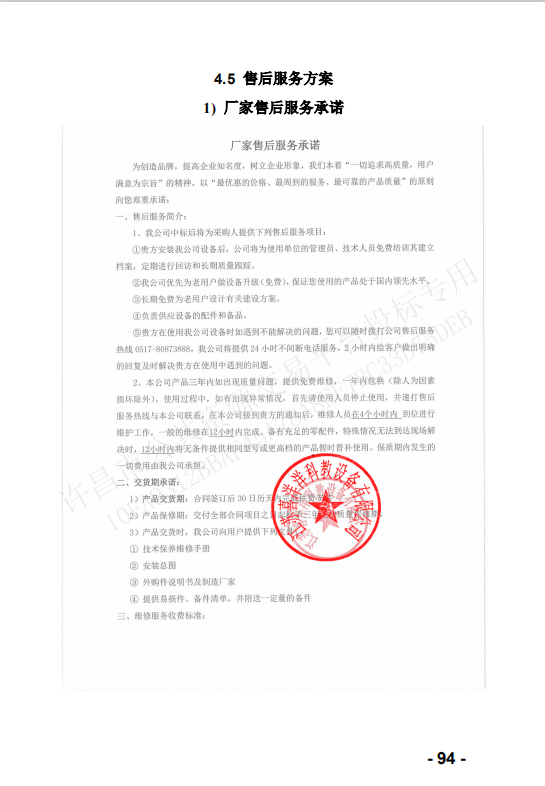 4.5 售后服务方案
1) 厂家售后服务承诺
厂家售后服务承诺
为创造品牌，提高企业知名度，树立企业形象，我们本着“一切追求高质量，用户
满意为宗旨”的精神，以“最优惠的价格、最周到的服务、最可靠的产品质量”的原则
向您郑重承诺：
一、售后服务简介：
1、我公司中标后将为采购人提供下列售后服务项目：
①贵方安装我公司设备后，公司将为使用单位的管理员、技术人员免费培训其建立
档案，定期进行回访和长期质量跟踪。
②我公司优先为老用户做设备升级（免费），保证您使用的产品处于国内领先水平。
③长期免费为老用户设计有关建设方案。
④负责供应设备的配件和备品。
⑤贵方在使用我公司设备时如遇到不能解决的问题，您可以随时拨打公司售后服务
热线 0517-80873888，我公司将提供 24 小时不间断电话服务，2 小时内给客户做出明确
的回复及时解决贵方在使用中遇到的问题。
2、本公司产品三年内如出现质量问题，提供免费维修，一年内包换（除人为因素
损坏除外）。使用过程中，如有出现异常情况，首先请使用人员停止使用，并速打售后
服务热线与本公司联系，在本公司接到贵方的通知后，维修人员在4个小时内 到位进行
维护工作，一般的维修在12小时内完成。备有充足的零配件，特殊情况无法到达现场解
决时，12小时内将无条件提供相同型号或更高档的产品暂时替补使用。保质期内发生的
一切费用由我公司承担。
二、交货期承诺：
1）产品交货期：合同签订后 30 日历天内
2）产品保修期：交付全部合同项目之日起
3）产品交货时，我公司向用户提供下列文
① 技术保养维修手册
② 安装总图
③ 外购件说明书及制造厂家
④ 提供易损件、备件清单，并附送一定量的备件
三、维修服务收费标准：
- 94 -